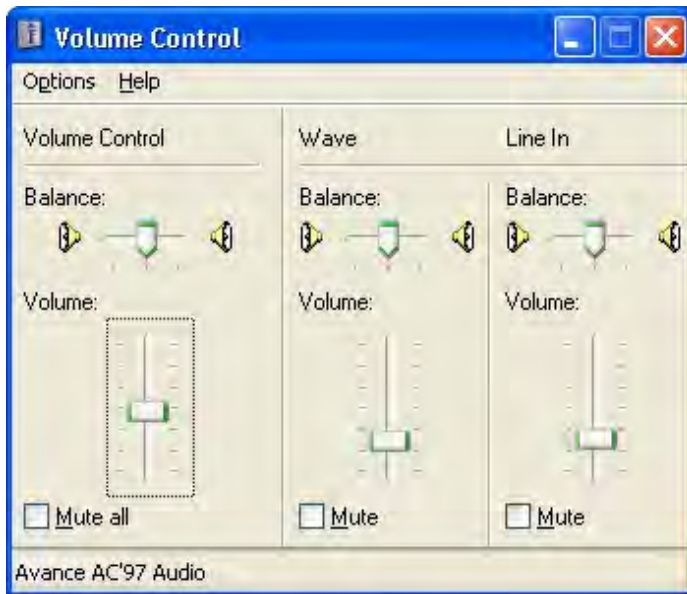 Volume Control
Options Help
Volume Control
Wave
Line In
Balance:
Balance:
Balance:
Volume:
Volume:
Volume:
Mute all
Mute
Mute
Avance AC'97 Audio